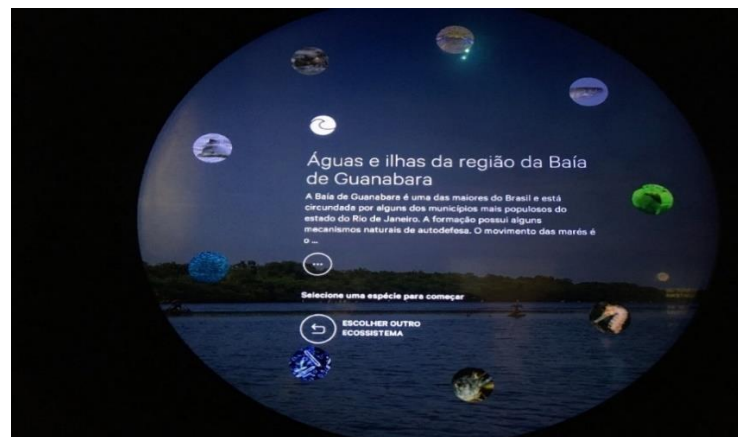 Águas e ilhas da região da Baía
de Guanabara
A Baía de Guanabara é uma das maiores do Brasil e está
circundada por alguns dos municípios mais populosos do
estado do Rio de Janeiro. A formação possui alguns
mecanismos naturais de autodefesa. O movimento das marés é
o ...
Selecione uma espécie para começar
ESCOLHER OUTRO
ECOSSISTEMA